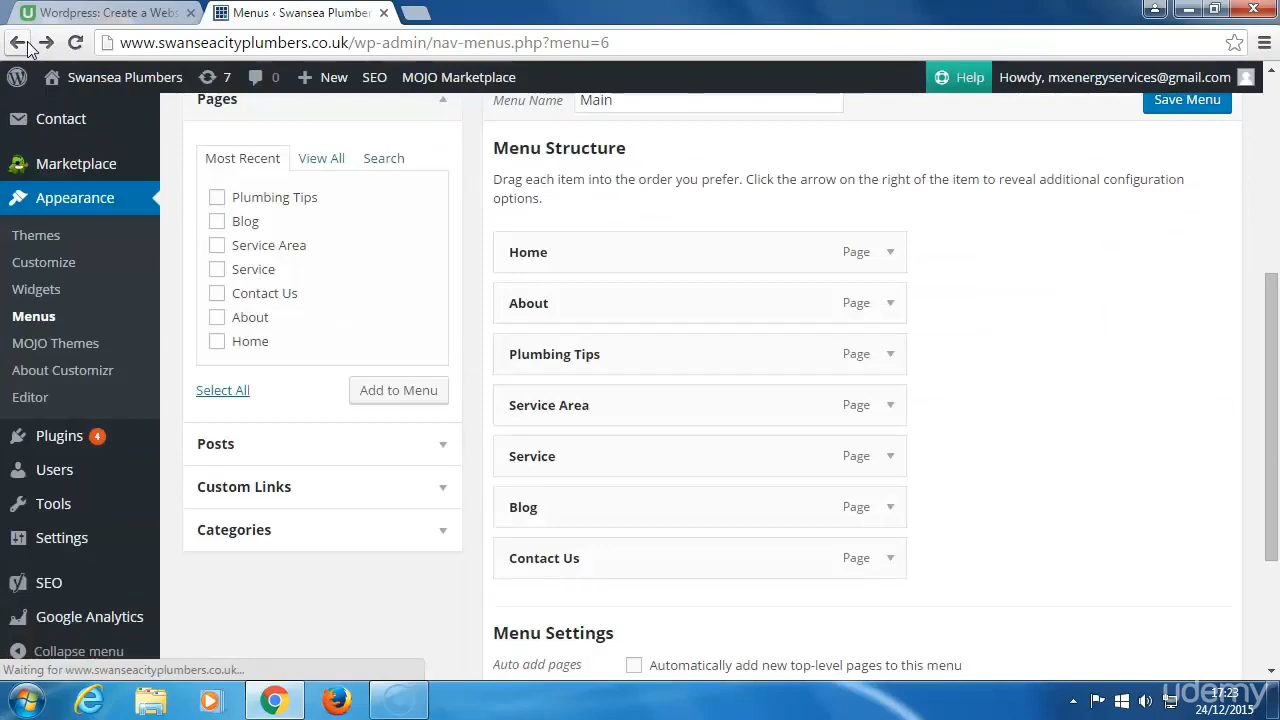 Wordpress: Create a Webs
Menus ‹ Swansea Plumber
www.swanseacityplumbers.co.uk/wp-admin/nav-menus.php?menu=6
Swansea Plumbers
7
0
New
SEO
MOJO Marketplace
Help
Howdy, mxenergyservices@gmail.com
Contact
Marketplace
Appearance
Themes
Customize
Widgets
Menus
MOJO Themes
About Customizr
Editor
Plugins 4
Users
Tools
Settings
SEO
Google Analytics
Collapse menu
Pages
Most Recent
View All
Search
Plumbing Tips
Blog
Service Area
Service
Contact Us
About
Home
Select All
Add to Menu
Posts
Custom Links
Categories
Menu Name
Main
Save Menu
Menu Structure
Drag each item into the order you prefer. Click the arrow on the right of the item to reveal additional configuration
options.
Home Page
About Page
Plumbing Tips Page
Service Area Page
Service Page
Blog Page
Contact Us Page
Menu Settings
Auto add pages
Automatically add new top-level pages to this menu
Waiting for www.swanseacityplumbers.co.uk...
udemy
17:23
24/12/2015